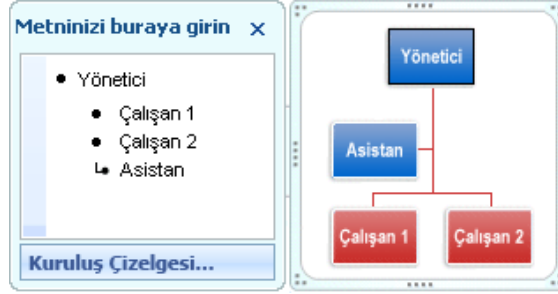 Metninizi buraya girin
Yönetici
Çalışan 1
Çalışan 2
Asistan
Kuruluş Çizelgesi...
Yönetici
Asistan
Çalışan 1
Çalışan 2